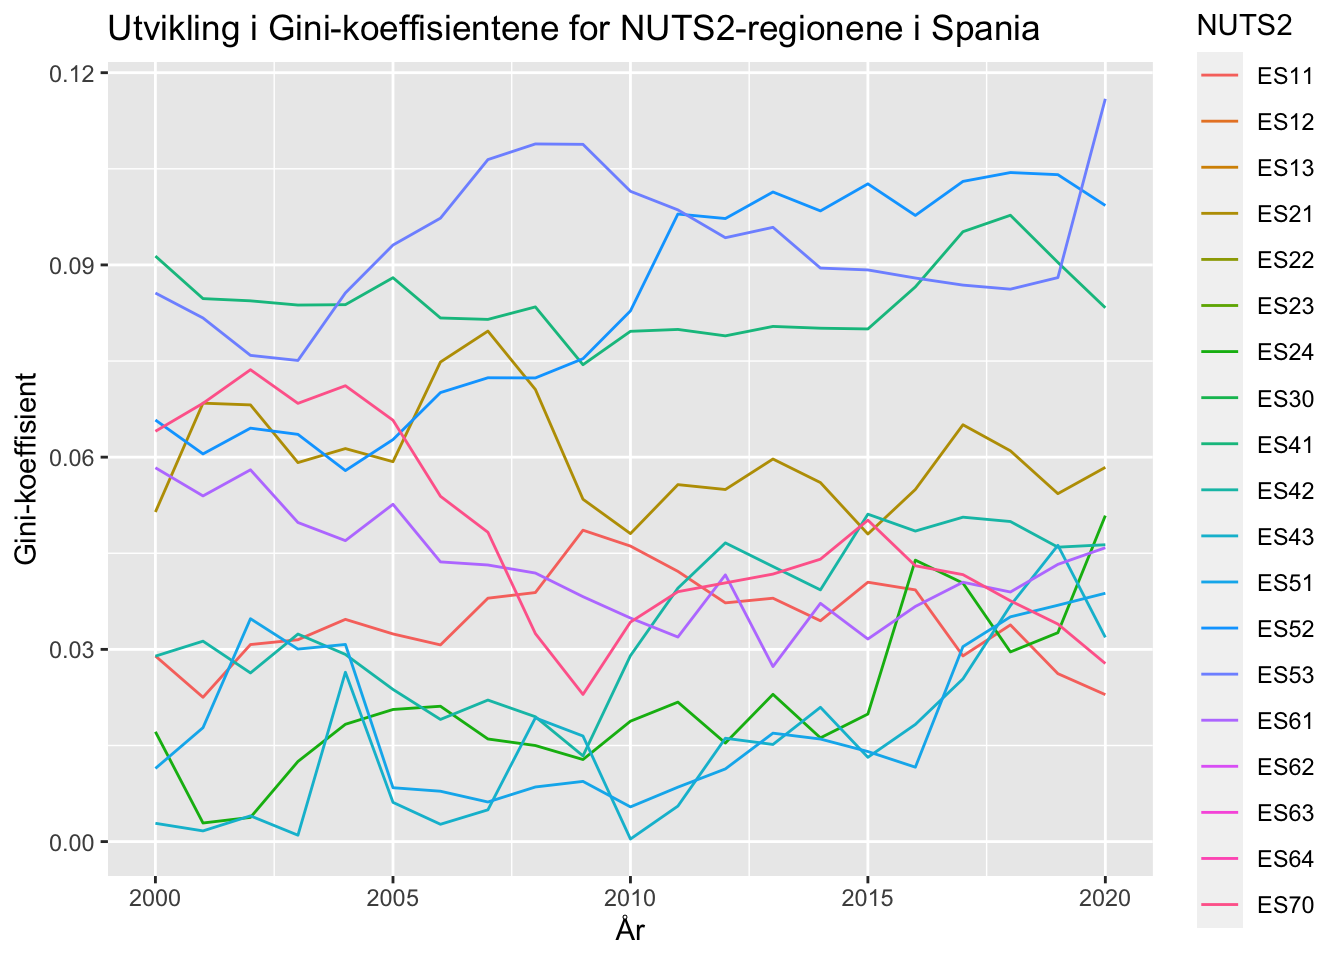 Utvikling i Gini-koeffisientene for NUTS2-regionene i Spania
NUTS2
ES11
ES12
ES13
ES21
ES22
ES23
ES24
ES30
ES41
ES42
ES43
ES51
ES52
ES53
ES61
ES62
ES63
ES64
ES70
Gini-koeffisient
0.12
0.09
0.06
0.03
0.00
2000 2005 2010 2015 2020
År